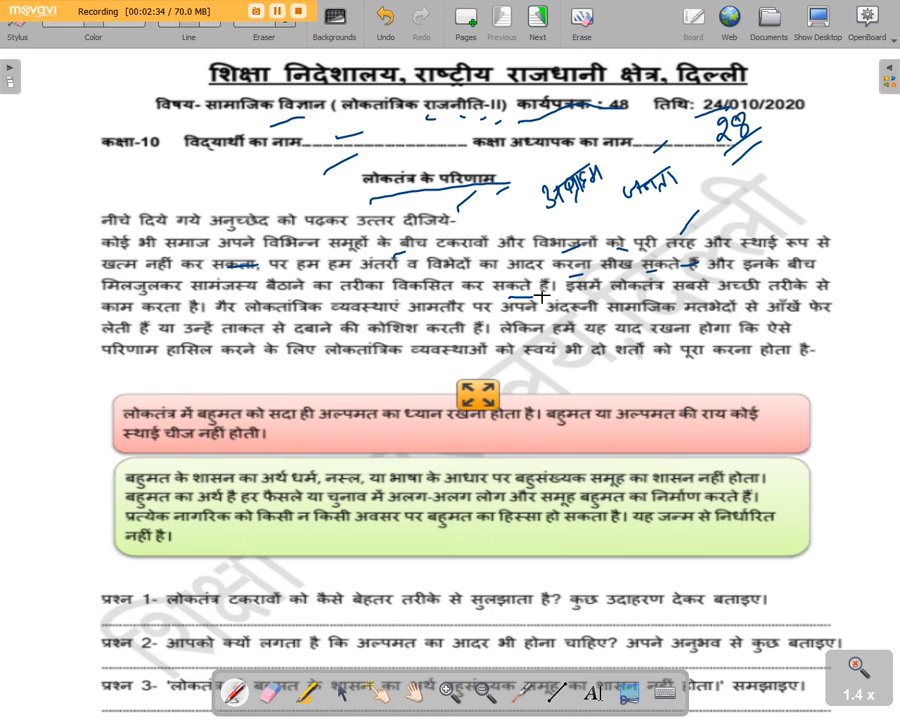 movavi
Recording [00:02:34 / 70.0 MB]
Stylus Color Line Eraser Backgrounds Undo Redo Pages Previous Next Erase Board Web Documents Show Desktop OpenBoard
शिक्षा निदेशालय, राष्ट्रीय राजधानी क्षेत्र, दिल्ली
विषय- सामाजिक विज्ञान ( लोकतांत्रिक राजनीति-II) कार्यपत्रक : 48 तिथि: 24/010/2020
28
कक्षा-10 विद्यार्थी का नाम कक्षा अध्यापक का नाम
लोकतंत्र के परिणाम
नीचे दिये गये अनुच्छेद को पढ़कर उत्तर दीजिये-
कोई भी समाज अपने विभिन्न समूहों के बीच टकरावों और विभाजनों को पूरी तरह और स्थाई रूप से
खत्म नहीं कर सकता, पर हम हम अंतरों व विभेदों का आदर करना सीख सकते हैं और इनके बीच
मिलजुलकर सामंजस्य बैठाने का तरीका विकसित कर सकते हैं। इसमें लोकतंत्र सबसे अच्छी तरीके से
काम करता है। गैर लोकतांत्रिक व्यवस्थाएं आमतौर पर अपने अंदरूनी सामाजिक मतभेदों से आँखें फेर
लेती हैं या उन्हें ताकत से दबाने की कोशिश करती हैं। लेकिन हमें यह याद रखना होगा कि ऐसे
परिणाम हासिल करने के लिए लोकतांत्रिक व्यवस्थाओं को स्वयं भी दो शर्तों को पूरा करना होता है-
लोकतंत्र में बहुमत को सदा ही अल्पमत का ध्यान रखना होता है। बहुमत या अल्पमत की राय कोई
स्थाई चीज नहीं होती।
बहुमत के शासन का अर्थ धर्म, नस्ल, या भाषा के आधार पर बहुसंख्यक समूह का शासन नहीं होता।
बहुमत का अर्थ है हर फैसले या चुनाव में अलग-अलग लोग और समूह बहुमत का निर्माण करते हैं।
प्रत्येक नागरिक को किसी न किसी अवसर पर बहुमत का हिस्सा हो सकता है। यह जन्म से निर्धारित
नहीं है।
प्रश्न 1- लोकतंत्र टकरावों को कैसे बेहतर तरीके से सुलझाता है? कुछ उदाहरण देकर बताइए।
प्रश्न 2- आपको क्यों लगता है कि अल्पमत का आदर भी होना चाहिए? अपने अनुभव से कुछ बताइए।
प्रश्न 3- 'लोकतंत्र बहुमत के शासन का अर्थ बहुसंख्यक समूह का शासन नहीं होता।' समझाइए।
1.4 x